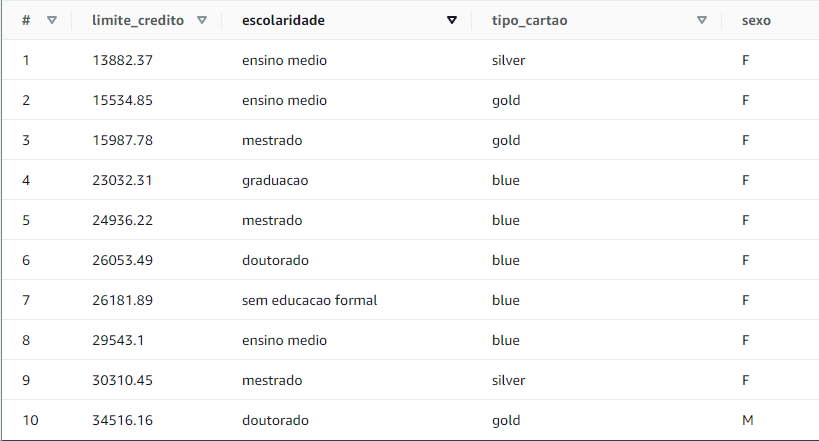 # limite_credito escolaridade tipo_cartao sexo
1 13882.37 ensino medio silver F
2 15534.85 ensino medio gold F
3 15987.78 mestrado gold F
4 23032.31 graduacao blue F
5 24936.22 mestrado blue F
6 26053.49 doutorado blue F
7 26181.89 sem educacao formal blue F
8 29543.1 ensino medio blue F
9 30310.45 mestrado silver F
10 34516.16 doutorado gold M